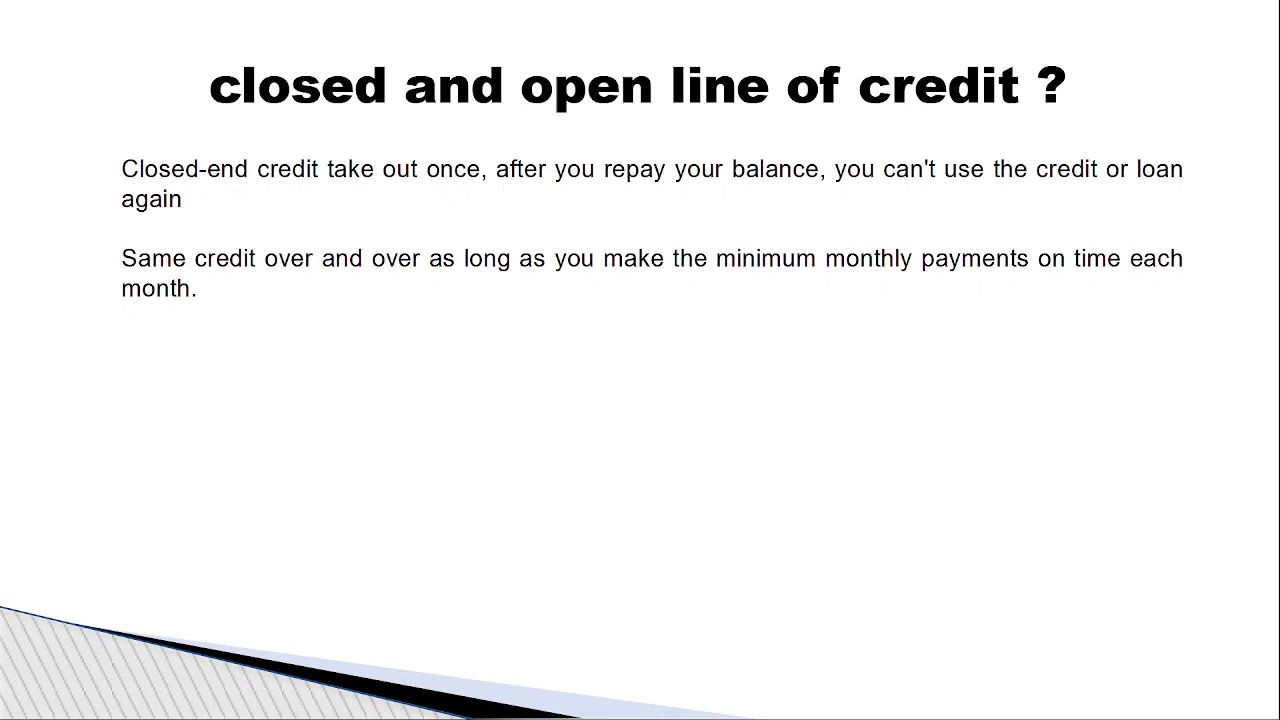 closed and open line of credit ?
Closed-end credit take out once, after you repay your balance, you can't use the credit or loan
again
Same credit over and over as long as you make the minimum monthly payments on time each
month.